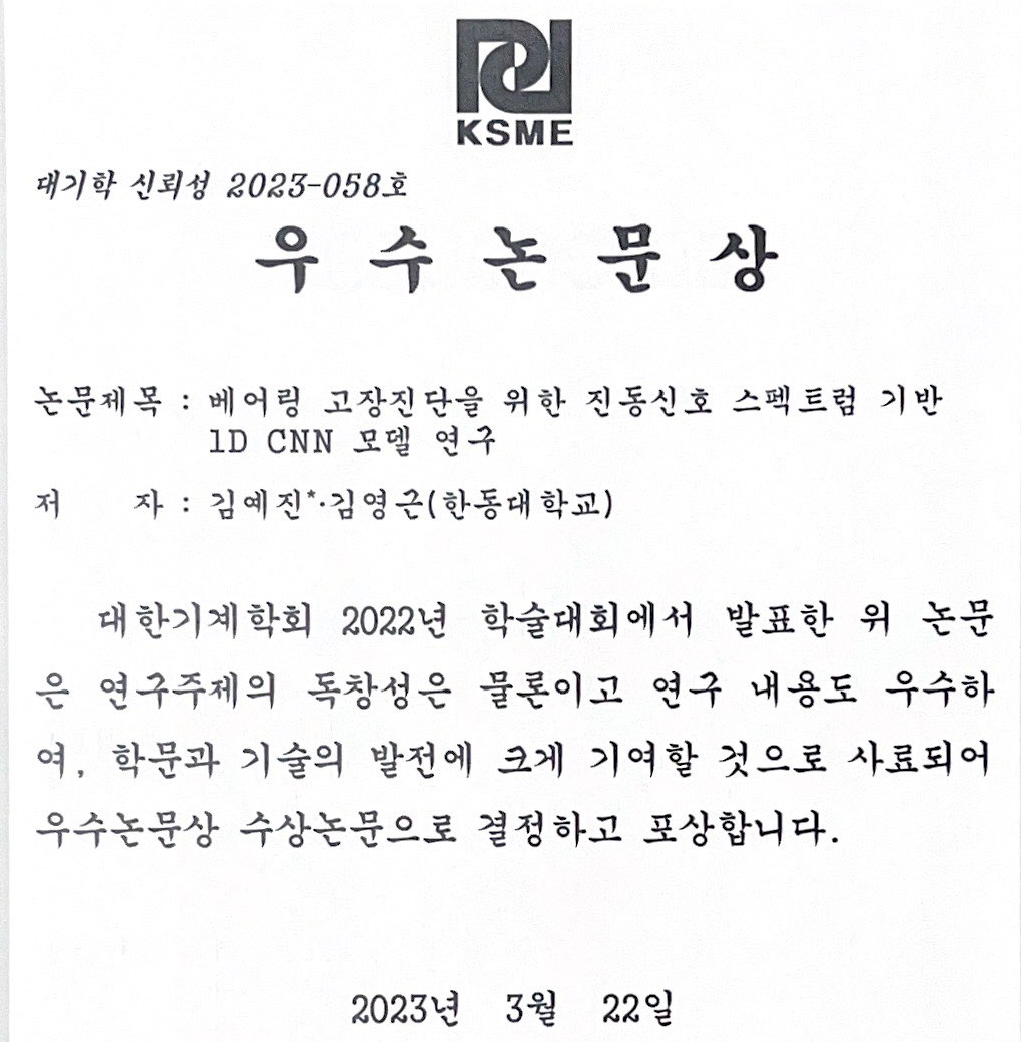 KSME
대기학 신뢰성 2023-058호
우 수 논 문 상
논문제목 : 베어링 고장진단을 위한 진동신호 스펙트럼 기반
1D CNN 모델 연구
저 자 : 김예진*·김영근(한동대학교)
대한기계학회 2022년 학술대회에서 발표한 위 논문
은 연구주제의 독창성은 물론이고 연구 내용도 우수하
여, 학문과 기술의 발전에 크게 기여할 것으로 사료되어
우수논문상 수상논문으로 결정하고 포상합니다.
2023년 3월 22일